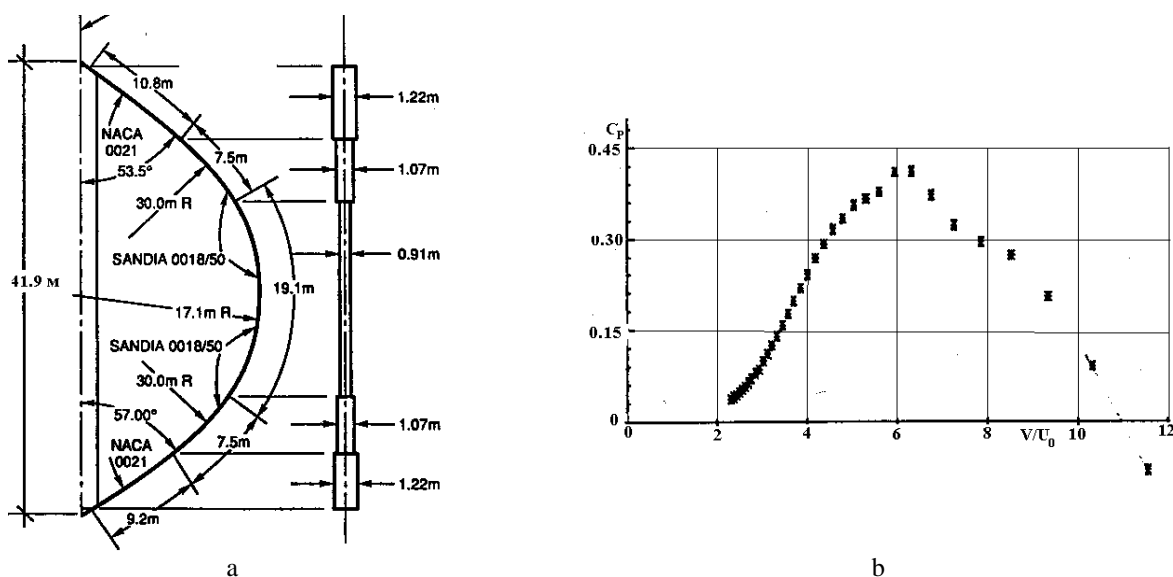 10.8m
1.22m
NACA
0021
53.5°
7.5m
1.07m
30.0m R
SANDIA 0018/50
0.91m
41.9 м
19.1m
17.1m R
SANDIA 0018/50
30.0m R
57.00°
1.07m
NACA
0021
7.5m
1.22m
9.2m
a
C_P
0.45
0.30
0.15
0
0 2 4 6 8 10 12
V/U₀
b